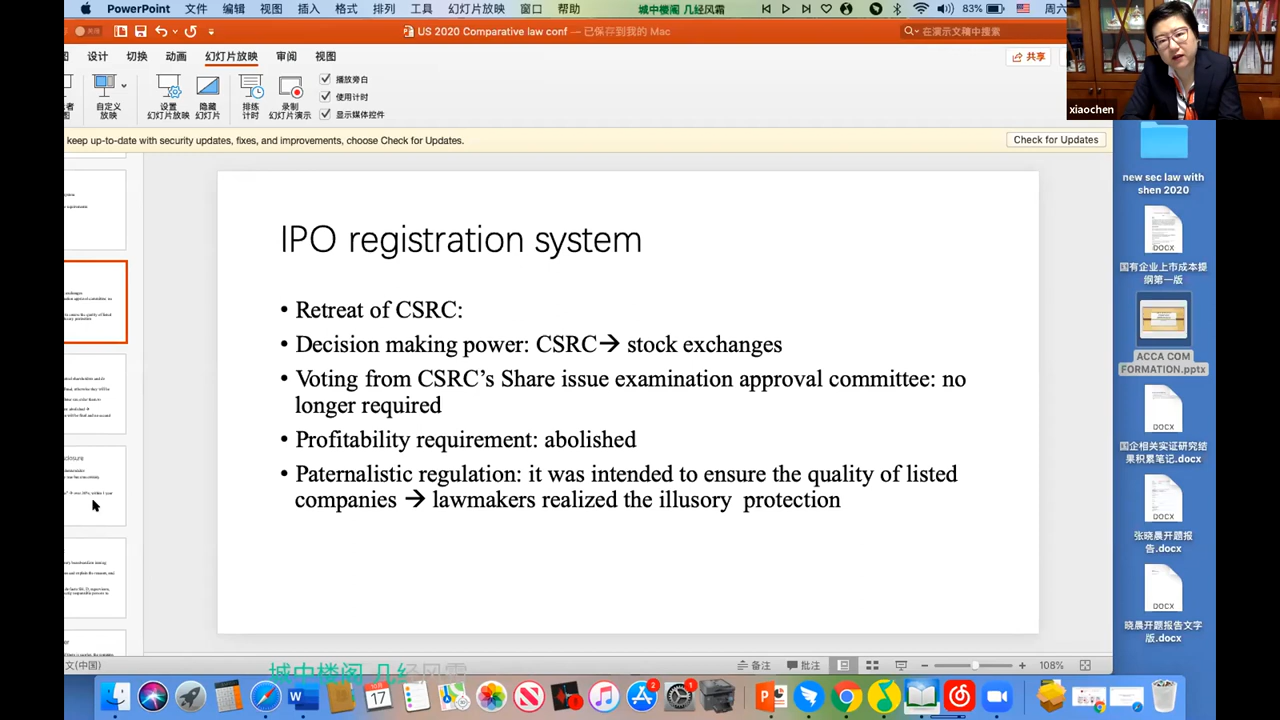 PowerPoint 文件 编辑 视图 插入 格式 排列 工具 幻灯片放映 窗口 帮助 城中楼阁 几经风霜 83% 周六
US 2020 Comparative law conf — 已保存到我的 Mac
在演示文稿中搜索
设计 切换 动画 幻灯片放映 审阅 视图
共享
自定义
放映
设置
幻灯片放映
隐藏
幻灯片
排练
计时
录制
幻灯片演示
播放旁白
使用计时
显示媒体控件
xiaochen
keep up-to-date with security updates, fixes, and improvements, choose Check for Updates.
Check for Updates
IPO registration system
• Retreat of CSRC:
• Decision making power: CSRC→ stock exchanges
• Voting from CSRC's Share issue examination approval committee: no
longer required
• Profitability requirement: abolished
• Paternalistic regulation: it was intended to ensure the quality of listed
companies → lawmakers realized the illusory protection
new sec law with
shen 2020
DOCX
国有企业上市成本提
纲第一版
ACCA COM
FORMATION.pptx
DOCX
国企相关实证研究结
果积累笔记.docx
DOCX
张晓晨开题报
告.docx
DOCX
晓晨开题报告文字
版.docx
文(中国)
城中楼阁 几经风霜
备注
批注
108%
17
2
1